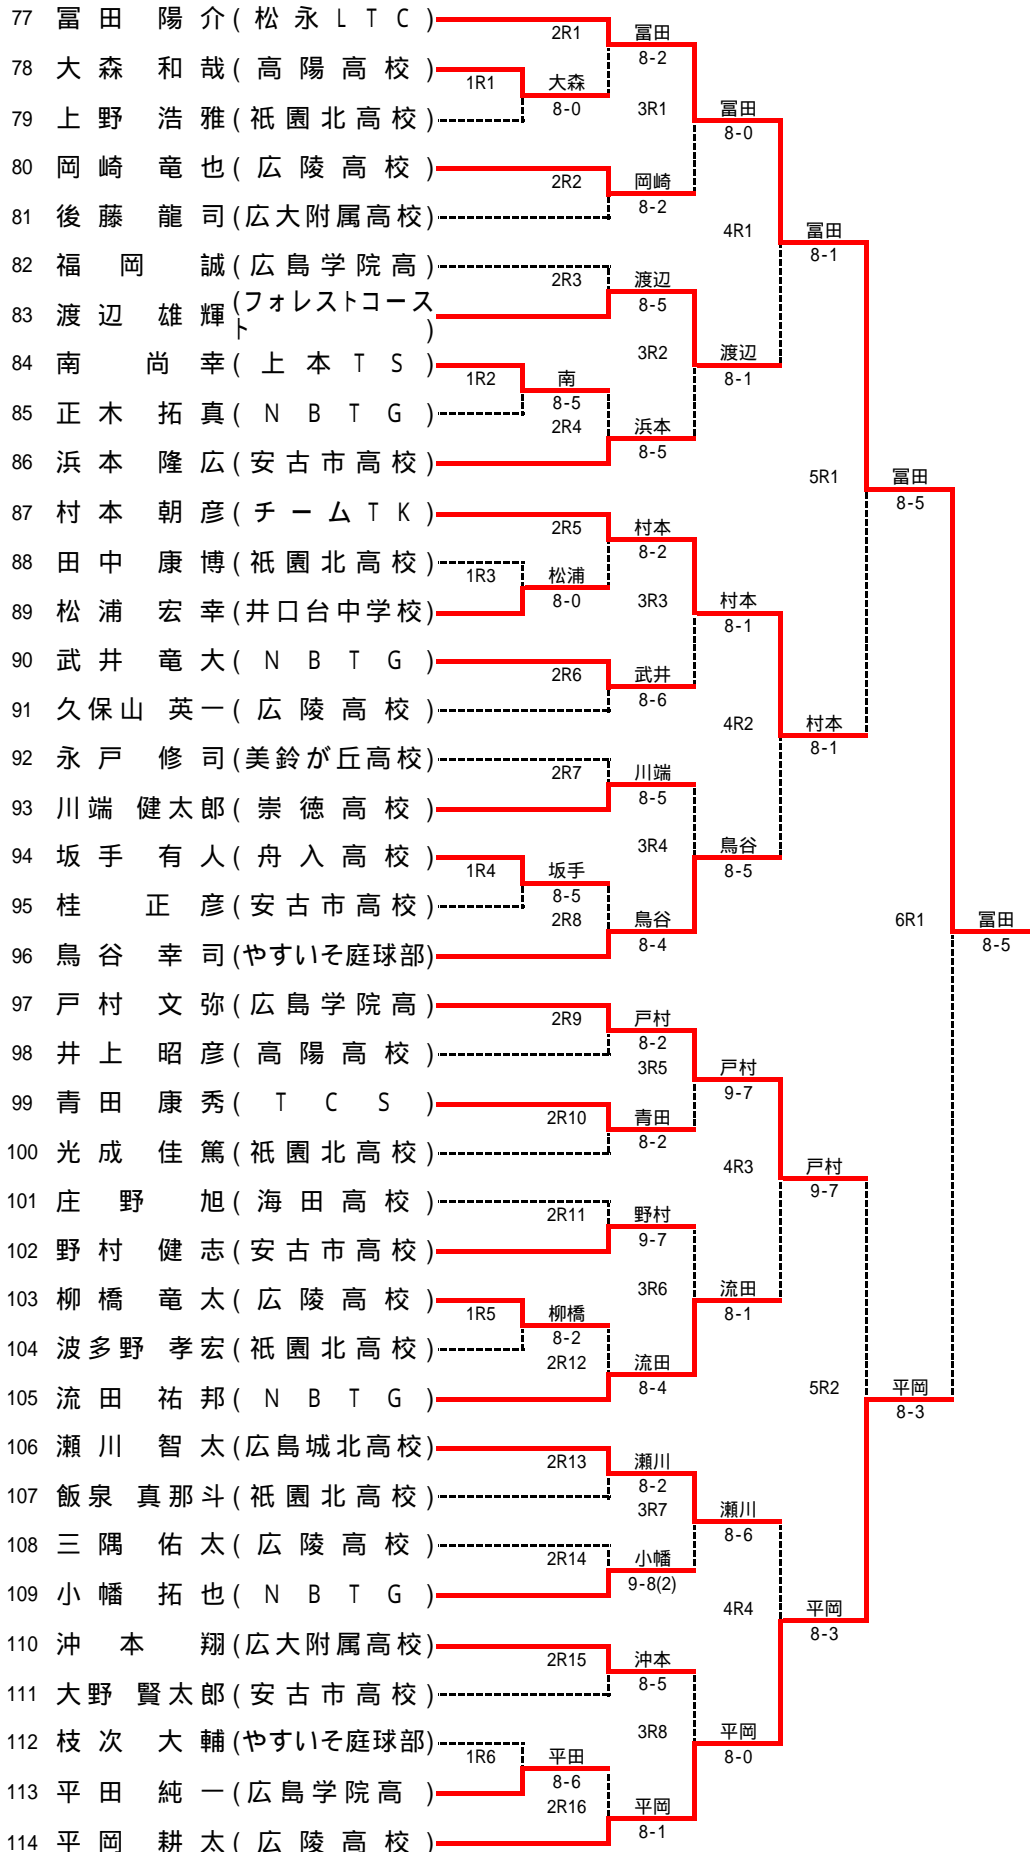 77 冨田 陽介(松永LTC)
2R1 冨田
8-2
78 大森 和哉(高陽高校)
1R1 大森
8-0
3R1 冨田
8-0
79 上野 浩雅(祇園北高校)
80 岡崎 竜也(広陵高校)
2R2 岡崎
8-2
81 後藤 龍司(広大附属高校)
4R1 冨田
8-1
82 福岡 誠(広島学院高)
2R3 渡辺
8-5
83 渡辺 雄輝(フォレストコースト)
3R2 渡辺
8-1
84 南 尚幸(上本TS)
1R2 南
8-5
85 正木 拓真(NBTG)
2R4 浜本
8-5
86 浜本 隆広(安古市高校)
5R1 冨田
8-5
87 村本 朝彦(チームTK)
2R5 村本
8-2
88 田中 康博(祇園北高校)
1R3 松浦
8-0
89 松浦 宏幸(井口台中学校)
3R3 村本
8-1
90 武井 竜大(NBTG)
2R6 武井
8-6
91 久保山 英一(広陵高校)
4R2 村本
8-1
92 永戸 修司(美鈴が丘高校)
2R7 川端
8-5
93 川端 健太郎(崇徳高校)
3R4 鳥谷
8-5
94 坂手 有人(舟入高校)
1R4 坂手
8-5
95 桂 正彦(安古市高校)
2R8 鳥谷
8-4
96 鳥谷 幸司(やすいそ庭球部)
6R1 冨田
8-5
97 戸村 文弥(広島学院高)
2R9 戸村
8-2
98 井上 昭彦(高陽高校)
3R5 戸村
9-7
99 青田 康秀(TCS)
2R10 青田
8-2
100 光成 佳篤(祇園北高校)
4R3 戸村
9-7
101 庄野 旭(海田高校)
2R11 野村
9-7
102 野村 健志(安古市高校)
3R6 流田
8-1
103 柳橋 竜太(広陵高校)
1R5 柳橋
8-2
104 波多野 孝宏(祇園北高校)
2R12 流田
8-4
105 流田 祐邦(NBTG)
5R2 平岡
8-3
106 瀬川 智太(広島城北高校)
2R13 瀬川
8-2
107 飯泉 真那斗(祇園北高校)
3R7 瀬川
8-6
108 三隅 佑太(広陵高校)
2R14 小幡
9-8(2)
109 小幡 拓也(NBTG)
4R4 平岡
8-3
110 沖本 翔(広大附属高校)
2R15 沖本
8-5
111 大野 賢太郎(安古市高校)
3R8 平岡
8-0
112 枝次 大輔(やすいそ庭球部)
1R6 平田
8-6
113 平田 純一(広島学院高)
2R16 平岡
8-1
114 平岡 耕太(広陵高校)